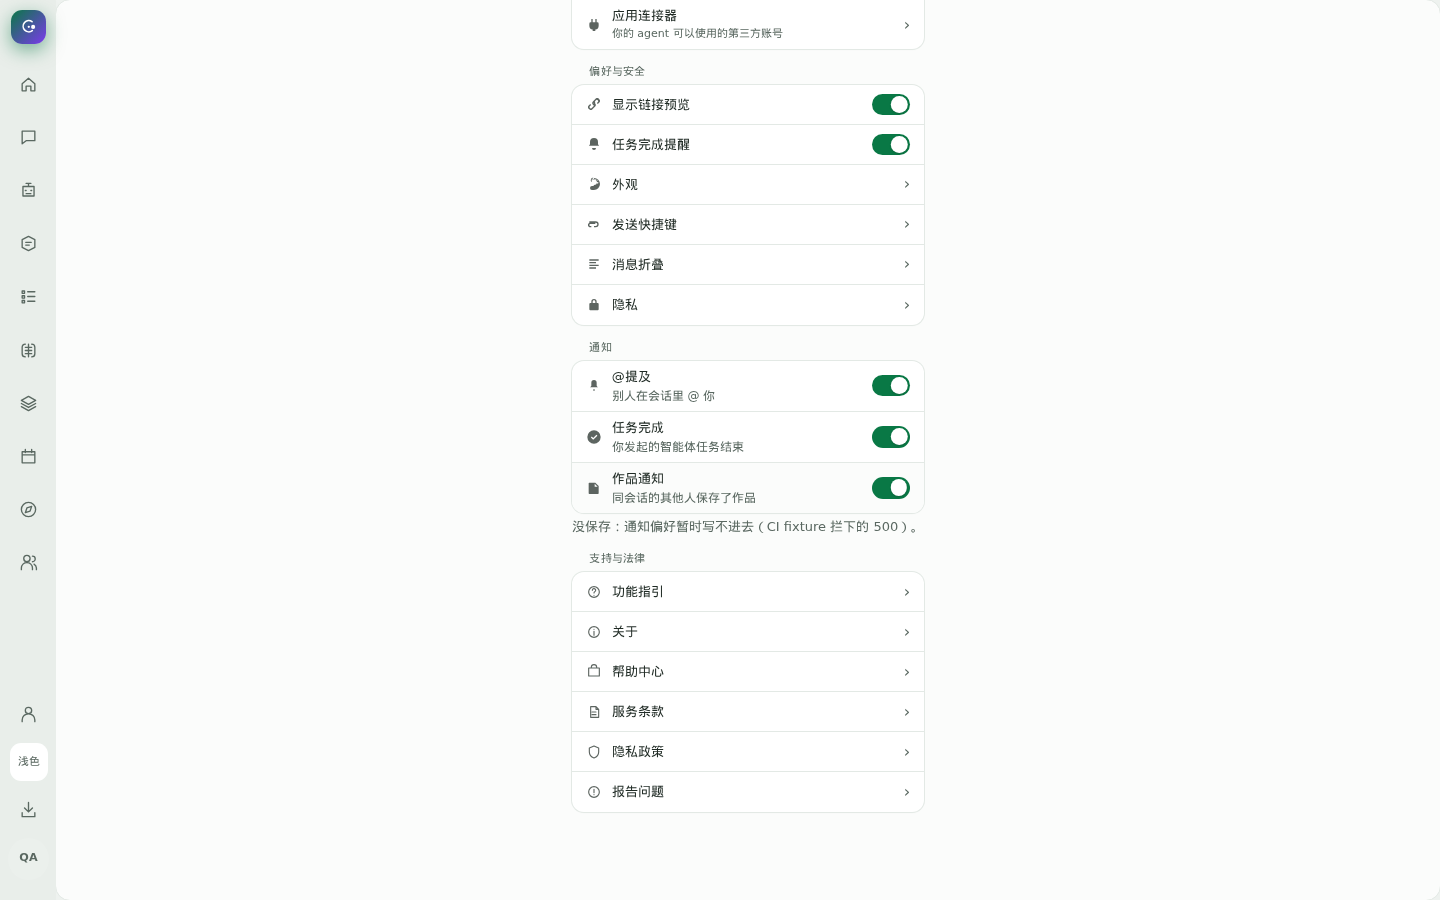 应用连接器
你的 agent 可以使用的第三方账号
偏好与安全
显示链接预览
任务完成提醒
外观
发送快捷键
消息折叠
隐私
通知
@提及
别人在会话里 @ 你
任务完成
你发起的智能体任务结束
作品通知
同会话的其他人保存了作品
没保存：通知偏好暂时写不进去（CI fixture 拦下的 500）。
支持与法律
功能指引
关于
帮助中心
服务条款
隐私政策
报告问题
浅色
QA